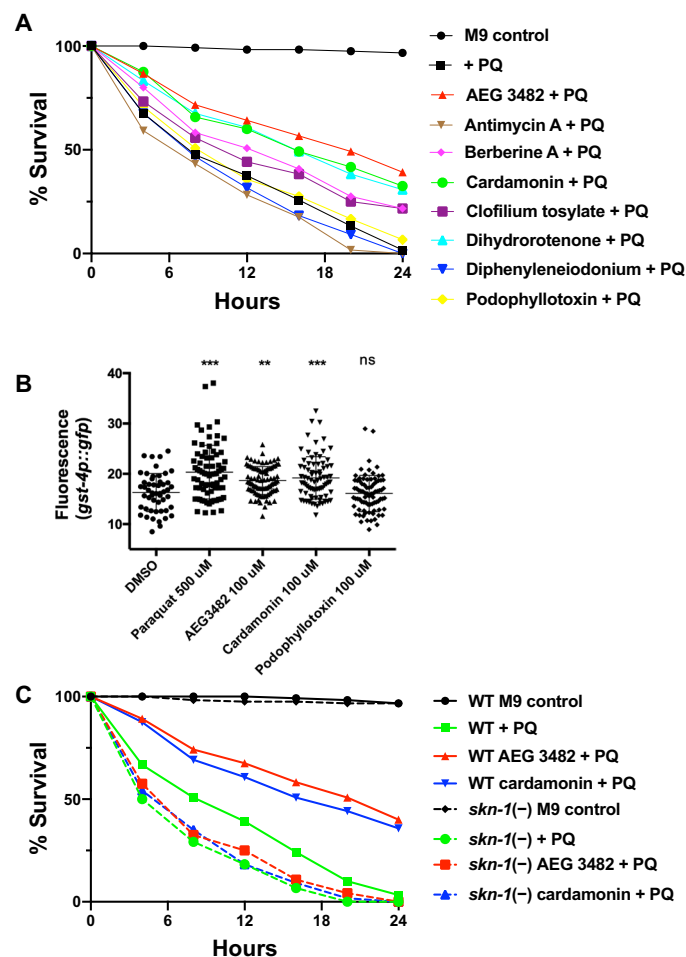 A
100
50
0
% Survival
0 6 12 18 24
Hours
M9 control
+ PQ
AEG 3482 + PQ
Antimycin A + PQ
Berberine A + PQ
Cardamonin + PQ
Clofilium tosylate + PQ
Dihydrorotenone + PQ
Diphenyleneiodonium + PQ
Podophyllotoxin + PQ
B
*** ** *** ns
40
30
20
10
Fluorescence
(gst-4p::gfp)
DMSO
Paraquat 500 uM
AEG3482 100 uM
Cardamonin 100 uM
Podophyllotoxin 100 uM
C
100
50
0
% Survival
0 6 12 18 24
Hours
WT M9 control
WT + PQ
WT AEG 3482 + PQ
WT cardamonin + PQ
skn-1(–) M9 control
skn-1(–) + PQ
skn-1(–) AEG 3482 + PQ
skn-1(–) cardamonin + PQ